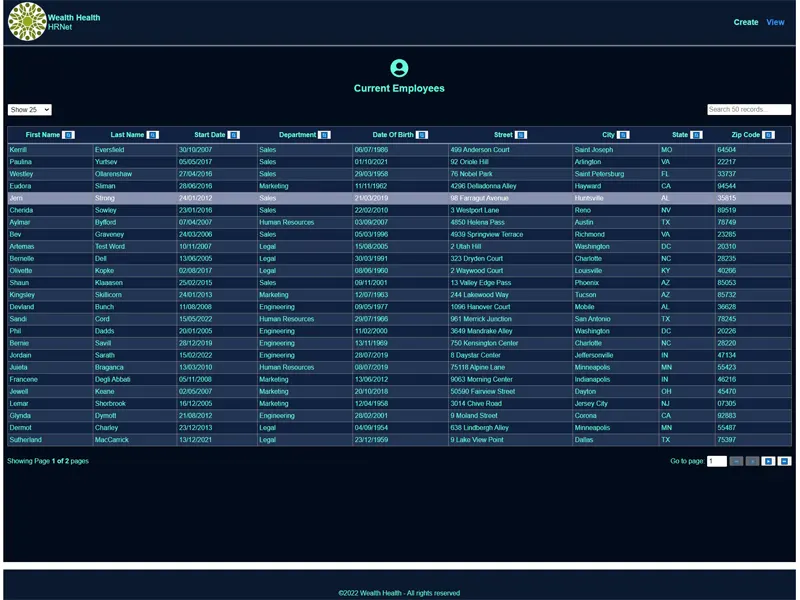 Wealth Health
HRNet
Create View
Current Employees
Show 25
Search 50 records...
First Name Last Name Start Date Department Date Of Birth Street City State Zip Code
Kerrill Eversfield 30/10/2007 Sales 06/07/1986 499 Anderson Court Saint Joseph MO 64504
Paulina Yurtsev 05/05/2017 Sales 01/10/2021 92 Oriole Hill Arlington VA 22217
Westley Ollarenshaw 27/04/2016 Sales 29/03/1958 76 Nobel Park Saint Petersburg FL 33737
Eudora Sliman 28/06/2016 Marketing 11/11/1962 4296 Delladonna Alley Hayward CA 94544
Jerri Strong 24/01/2012 Sales 21/03/2019 98 Farragut Avenue Huntsville AL 35815
Cherida Sowley 23/01/2016 Sales 22/02/2010 3 Westport Lane Reno NV 89519
Aylmar Byfford 07/04/2007 Human Resources 03/09/2007 4850 Helena Pass Austin TX 78749
Bev Graveney 24/03/2006 Sales 05/03/1996 4939 Springview Terrace Richmond VA 23285
Artemas Test Word 10/11/2007 Legal 15/08/2005 2 Utah Hill Washington DC 20310
Bernelle Dell 13/06/2005 Legal 30/03/1991 323 Dryden Court Charlotte NC 28235
Olivette Kopke 02/08/2017 Legal 08/06/1960 2 Waywood Court Louisville KY 40266
Shaun Klaassen 25/02/2015 Sales 09/11/2001 13 Valley Edge Pass Phoenix AZ 85053
Kingsley Skillicorn 24/01/2013 Marketing 12/07/1963 244 Lakewood Way Tucson AZ 85732
Devland Bunch 11/08/2008 Engineering 09/05/1977 1096 Hanover Court Mobile AL 36628
Sandi Cord 15/05/2022 Human Resources 29/07/1986 961 Merrick Junction San Antonio TX 78245
Phil Dadds 20/01/2005 Engineering 11/02/2000 3649 Mandrake Alley Washington DC 20226
Bernie Savill 28/12/2019 Engineering 13/11/1969 750 Kensington Center Charlotte NC 28220
Jordain Sarath 15/02/2022 Engineering 28/07/2019 8 Daystar Center Jeffersonville IN 47134
Juieta Braganca 13/03/2010 Human Resources 08/07/2019 75118 Alpine Lane Minneapolis MN 55423
Francene Degli Abbati 05/11/2008 Marketing 13/06/2012 9063 Morning Center Indianapolis IN 46216
Jewell Keane 02/05/2007 Marketing 20/10/2018 50590 Fairview Street Dayton OH 45470
Lemar Sherbrook 16/12/2005 Marketing 12/04/1958 3014 Chive Road Jersey City NJ 07305
Glynda Dymott 21/08/2012 Engineering 28/02/2001 9 Moland Street Corona CA 92883
Dermot Charley 23/12/2013 Legal 04/09/1954 638 Lindbergh Alley Minneapolis MN 55487
Sutherland MacCarrick 13/12/2021 Legal 23/12/1959 9 Lake View Point Dallas TX 75397
Showing Page 1 of 2 pages
Go to page: 1
©2022 Wealth Health - All rights reserved